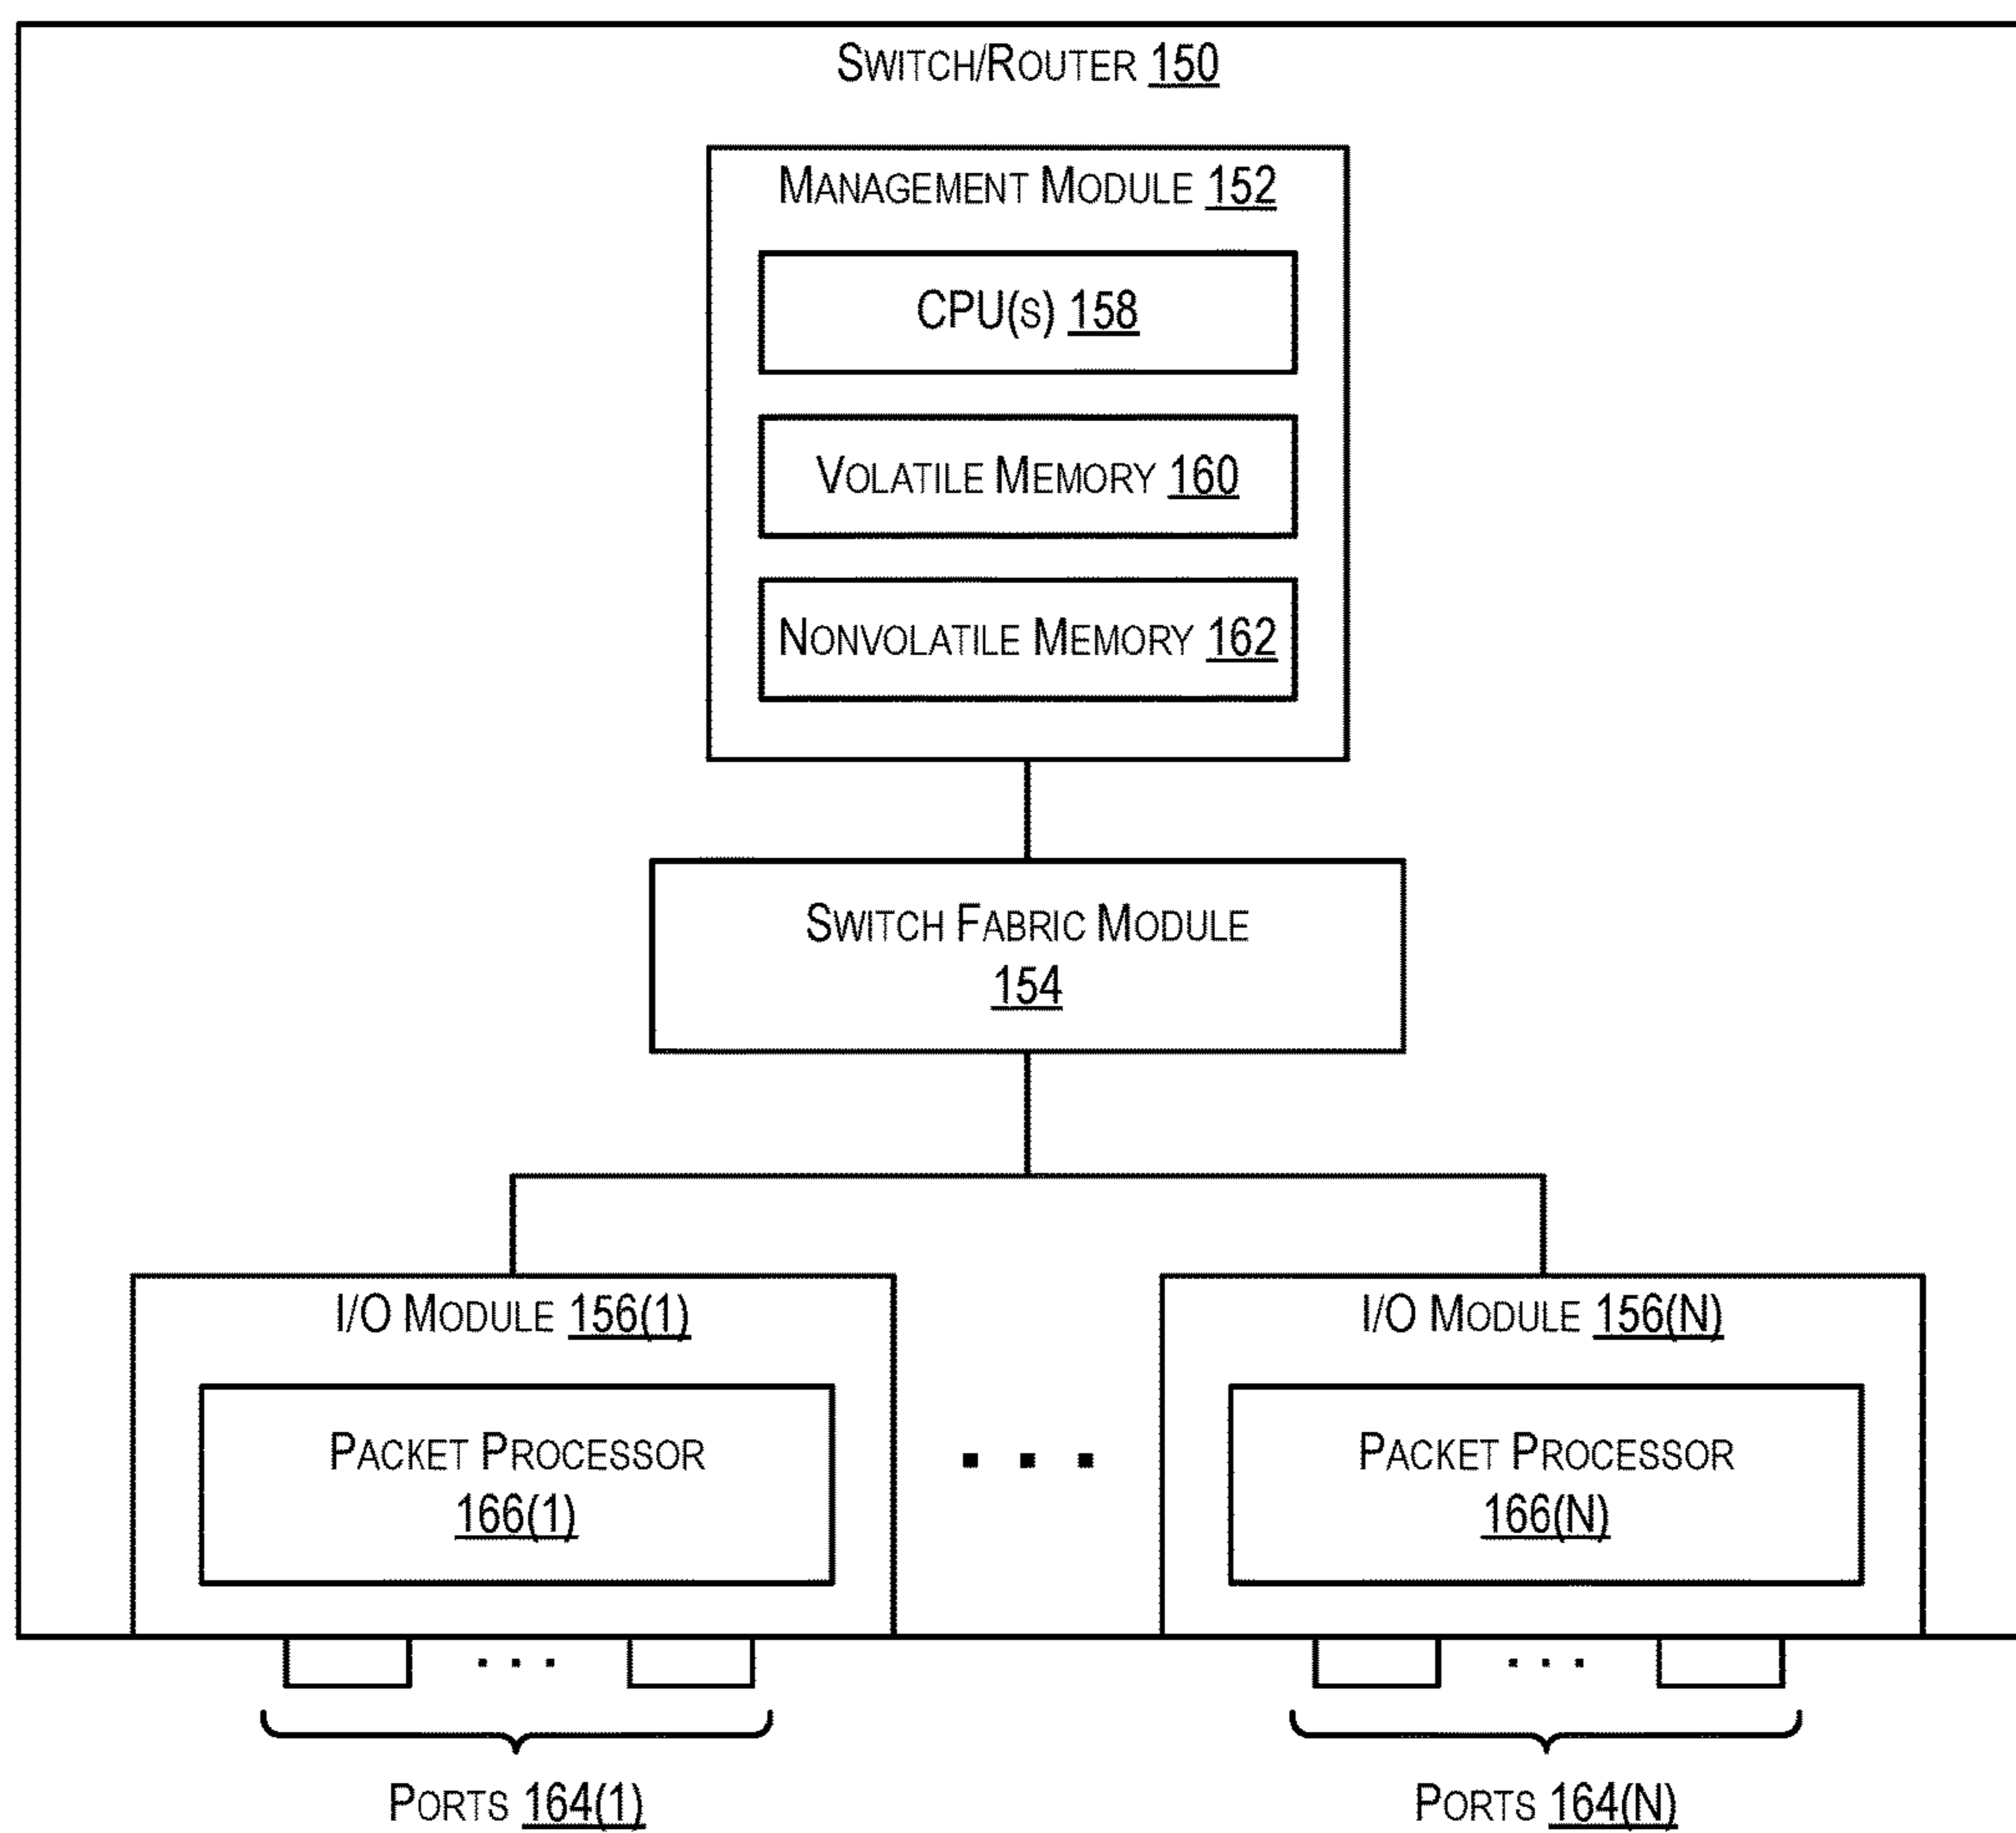 SWITCH/ROUTER 150
MANAGEMENT MODULE 152
CPU(S) 158
VOLATILE MEMORY 160
NONVOLATILE MEMORY 162
SWITCH FABRIC MODULE
154
I/O MODULE 156(1)
PACKET PROCESSOR
166(1)
. . .
I/O MODULE 156(N)
PACKET PROCESSOR
166(N)
. . .
. . .
PORTS 164(1)
PORTS 164(N)